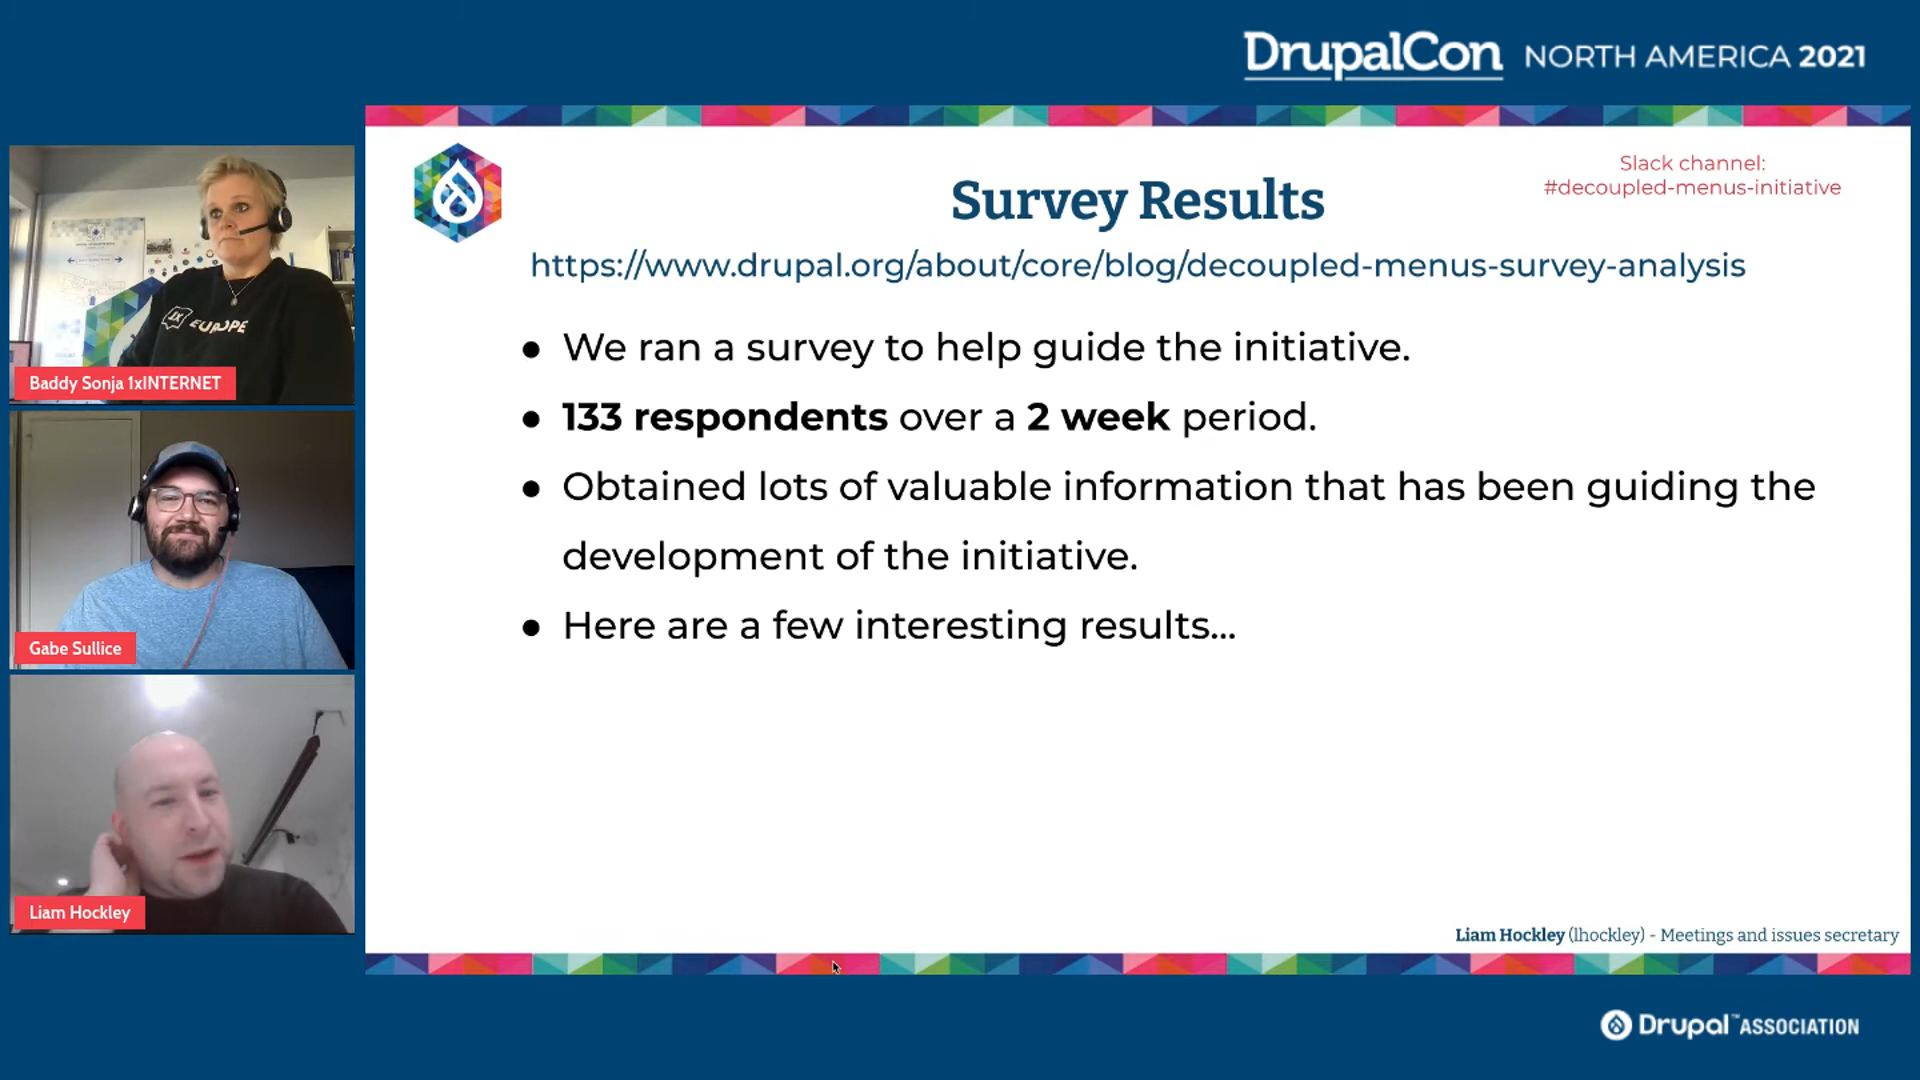 DrupalCon NORTH AMERICA 2021
Slack channel:
#decoupled-menus-initiative
Survey Results
https://www.drupal.org/about/core/blog/decoupled-menus-survey-analysis
● We ran a survey to help guide the initiative.
● 133 respondents over a 2 week period.
● Obtained lots of valuable information that has been guiding the
development of the initiative.
● Here are a few interesting results...
1X EUROPE
Baddy Sonja 1xINTERNET
Gabe Sullice
Liam Hockley
Liam Hockley (lhockley) - Meetings and issues secretary
Drupal™ ASSOCIATION